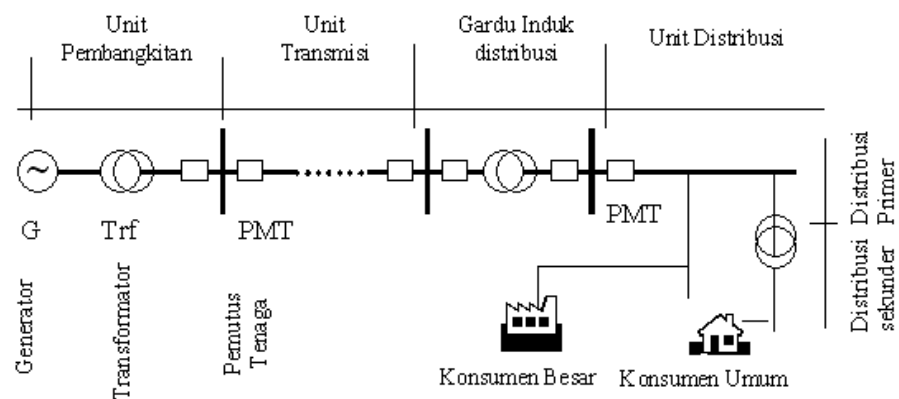 Unit
Pembangkitan
Unit
Transmisi
Gardu Induk
distribusi
Unit Distribusi
~
G
Trf
PMT
PMT
Generator
Transformator
Pemutus
Tenaga
Distribusi
Primer
Distribusi
sekunder
Konsumen Besar
Konsumen Umum